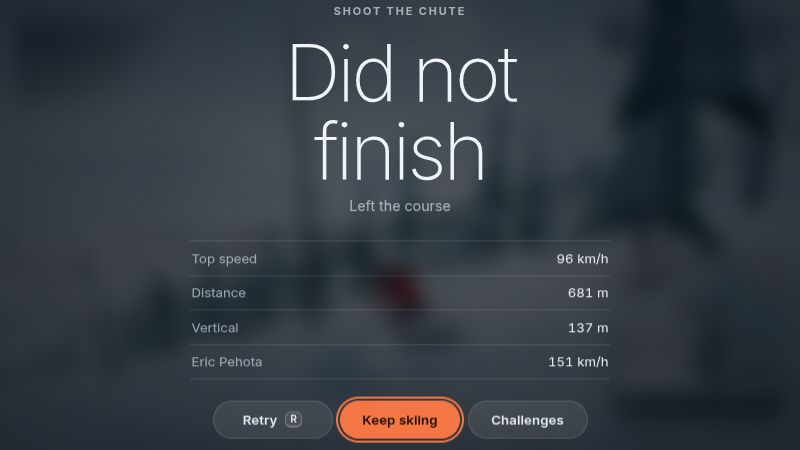 SHOOT THE CHUTE
Did not
finish
Left the course
Top speed 96 km/h
Distance 681 m
Vertical 137 m
Eric Pehota 151 km/h
Retry R Keep skiing Challenges